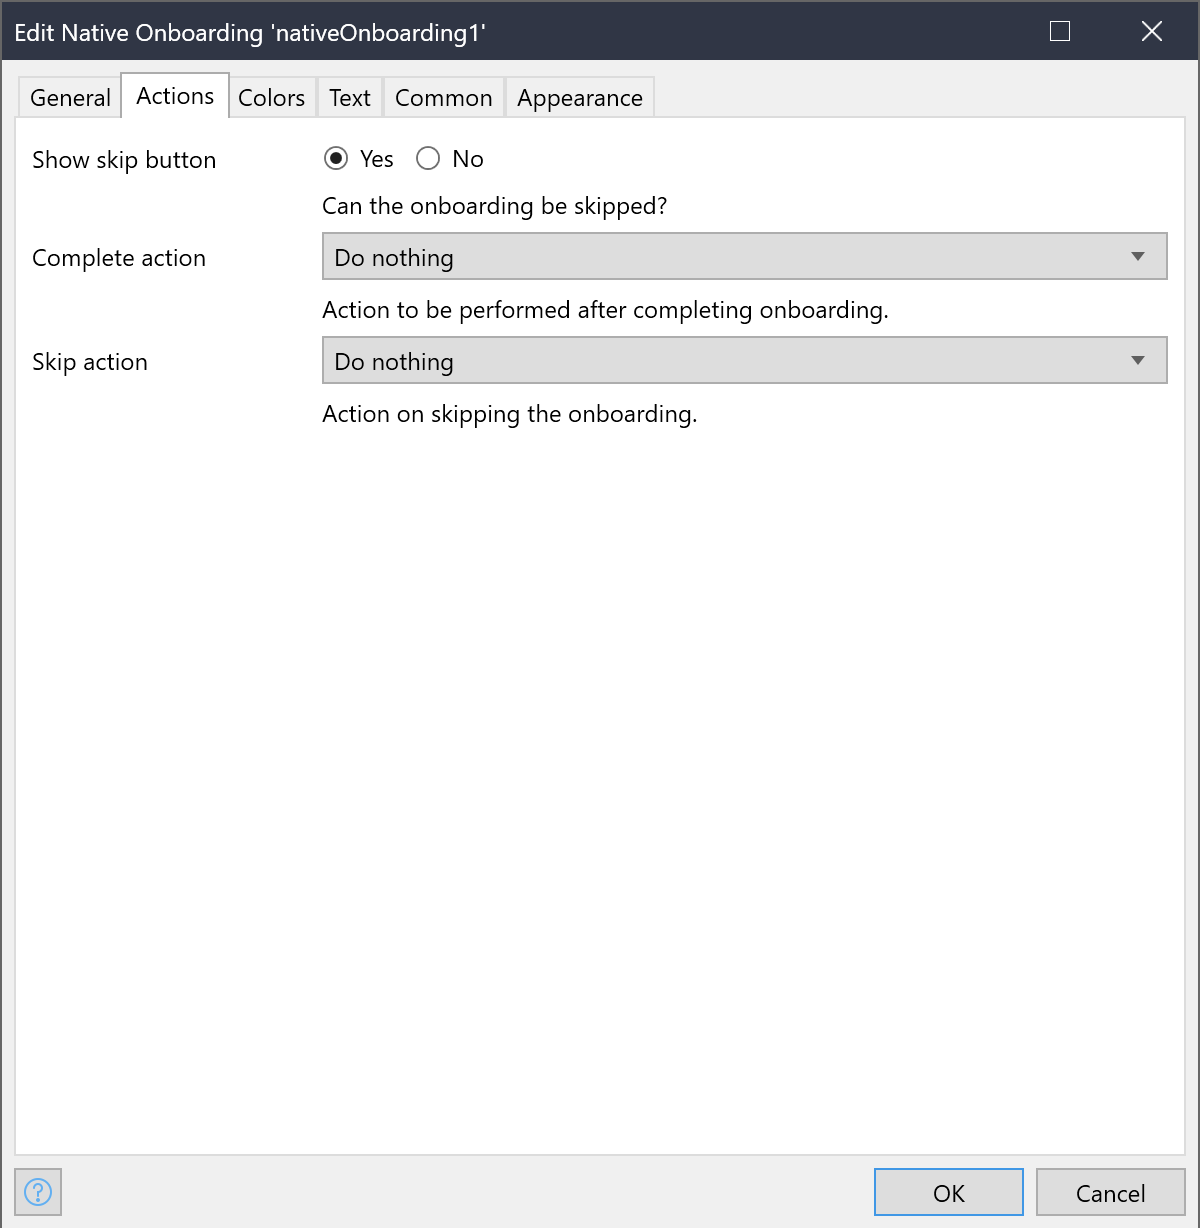 Edit Native Onboarding 'nativeOnboarding1'
General Actions Colors Text Common Appearance
Show skip button Yes No
Can the onboarding be skipped?
Complete action Do nothing
Action to be performed after completing onboarding.
Skip action Do nothing
Action on skipping the onboarding.
? OK Cancel